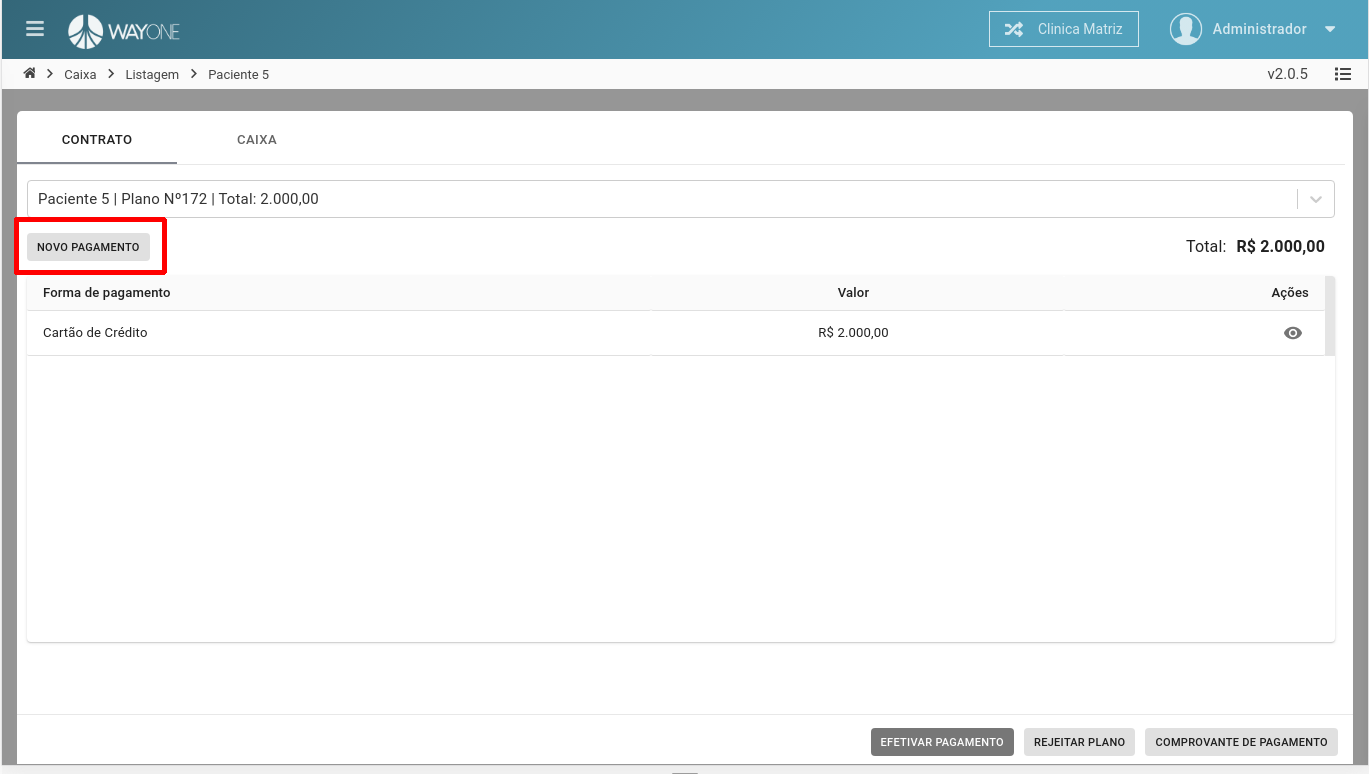 WAYONE
Clinica Matriz
Administrador
Caixa Listagem Paciente 5
v2.0.5
CONTRATO CAIXA
Paciente 5 | Plano Nº172 | Total: 2.000,00
NOVO PAGAMENTO
Total: R$ 2.000,00
Forma de pagamento Valor Ações
Cartão de Crédito R$ 2.000,00
EFETIVAR PAGAMENTO REJEITAR PLANO COMPROVANTE DE PAGAMENTO